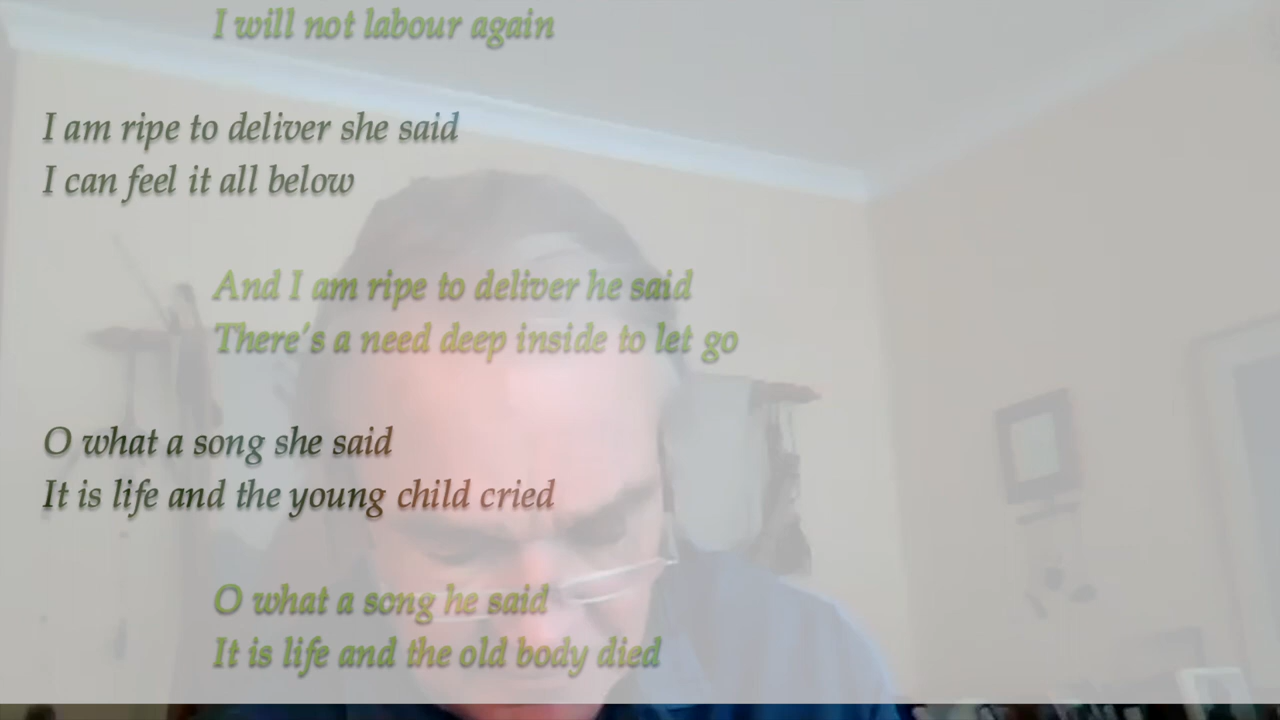 I will not labour again
I am ripe to deliver she said
I can feel it all below
And I am ripe to deliver he said
There's a need deep inside to let go
O what a song she said
It is life and the young child cried
O what a song he said
It is life and the old body died